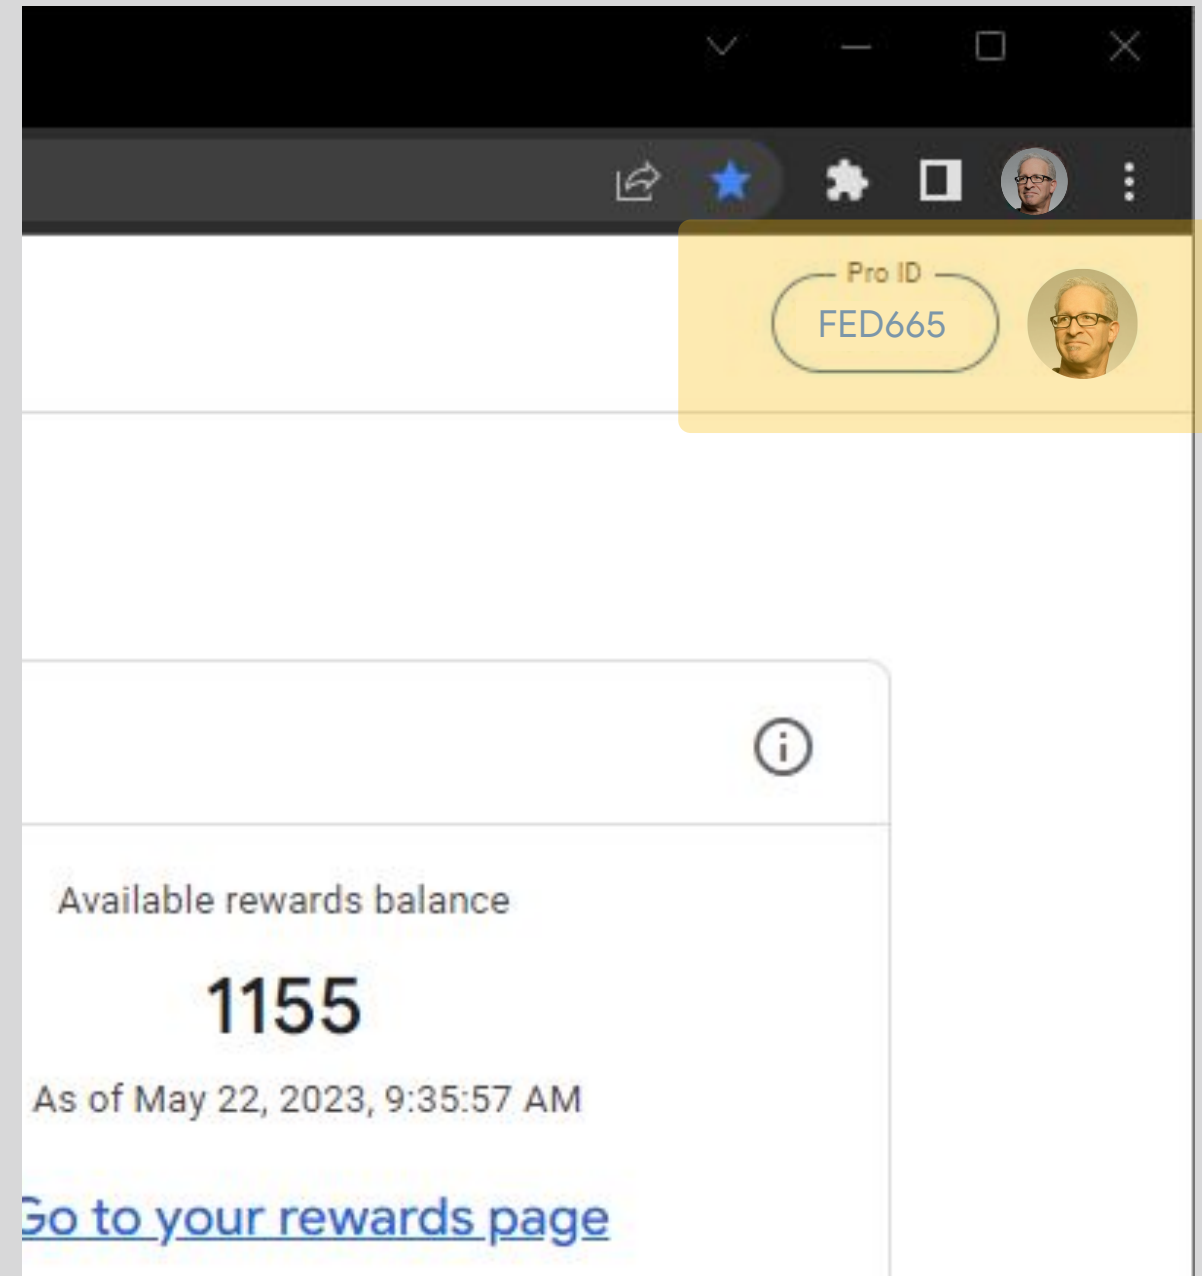 Pro ID
FED665
Available rewards balance
1155
As of May 22, 2023, 9:35:57 AM
Go to your rewards page